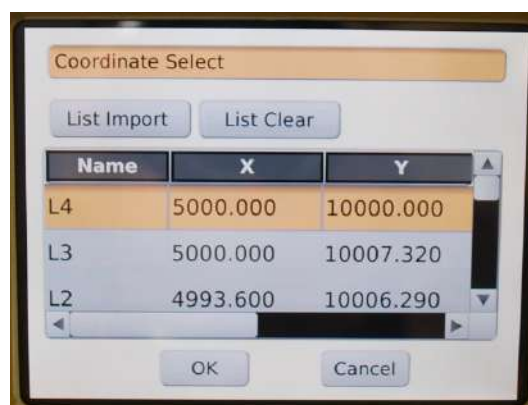 Coordinate Select
List Import List Clear
Name X Y
L4 5000.000 10000.000
L3 5000.000 10007.320
L2 4993.600 10006.290
OK Cancel